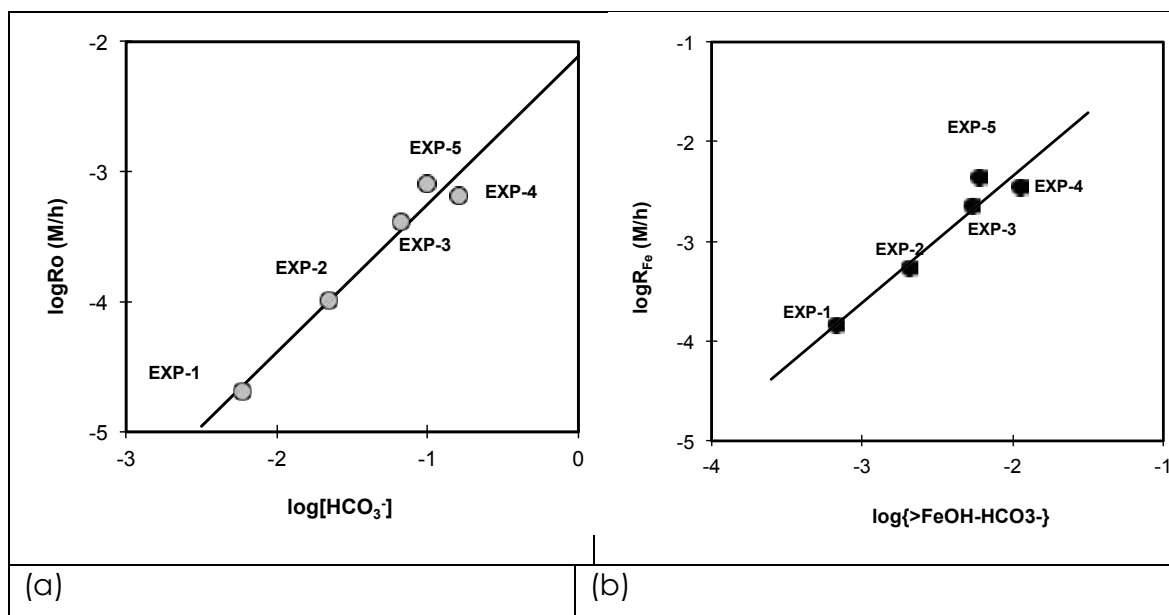 -2
-3
-4
-5
-3
-2
-1
0
logRo (M/h)
log[HCO₃⁻]
EXP-5
EXP-4
EXP-3
EXP-2
EXP-1
-1
-2
-3
-4
-5
-4
-3
-2
-1
logR_Fe (M/h)
log{>FeOH-HCO3-}
EXP-5
EXP-4
EXP-3
EXP-2
EXP-1
(a)
(b)